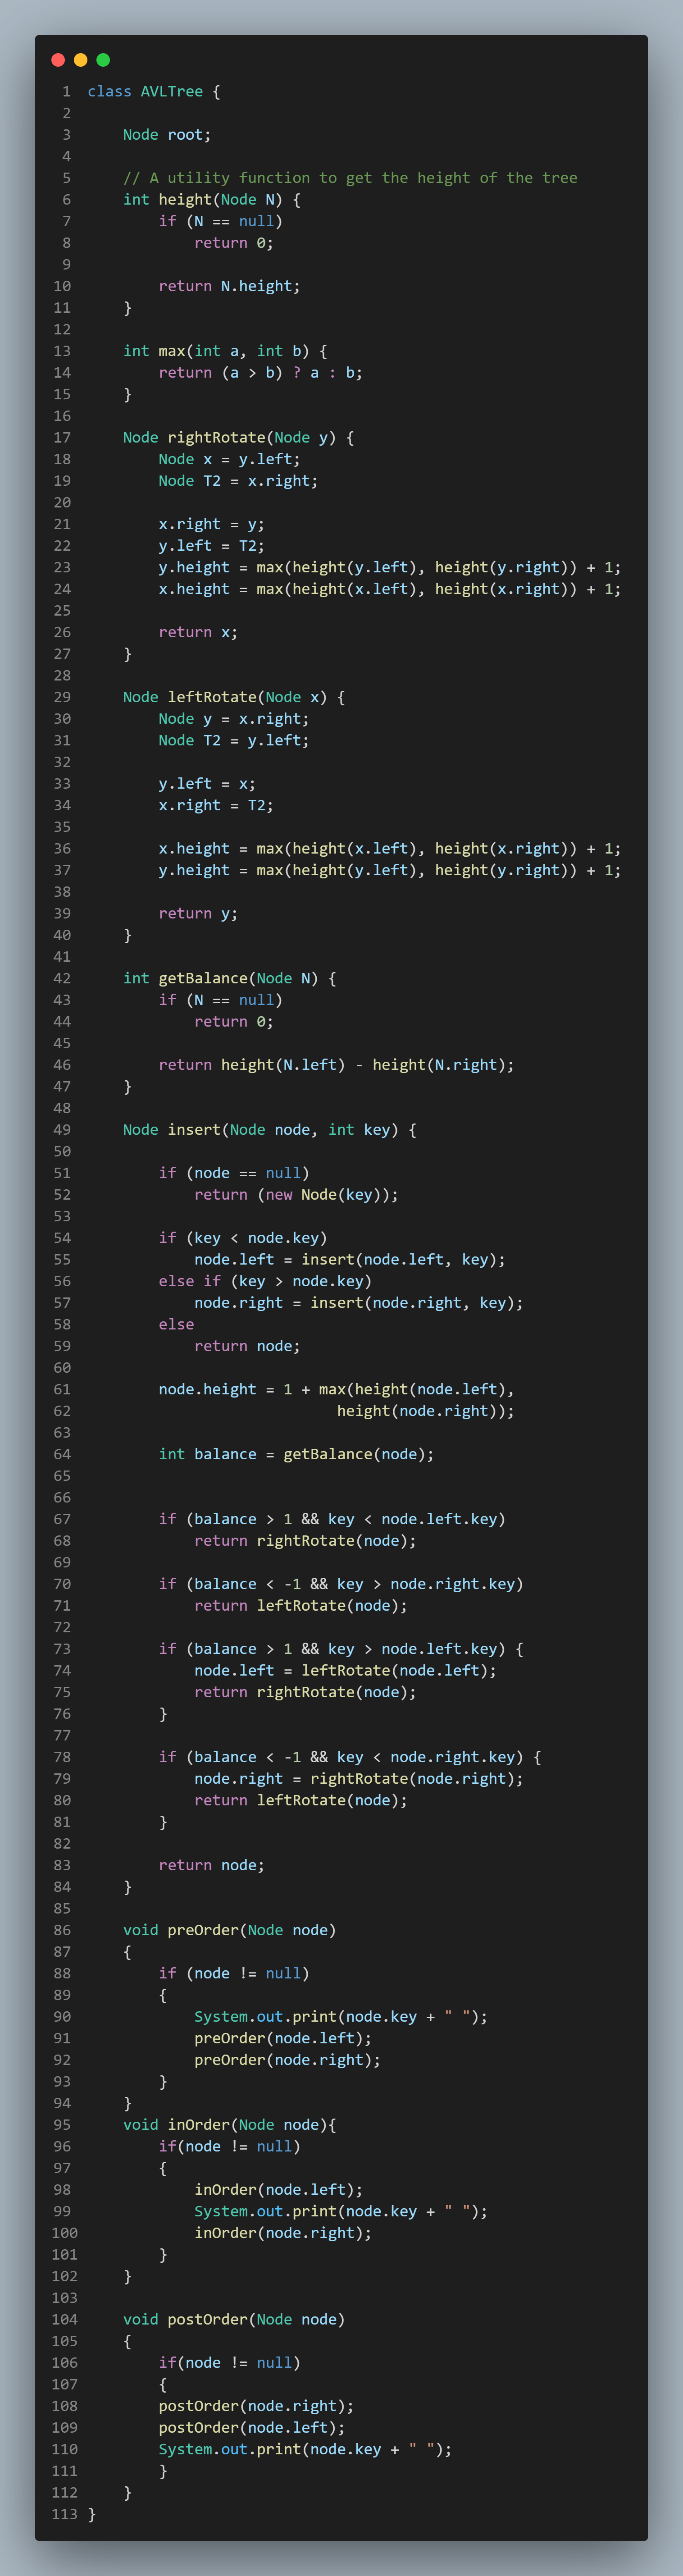 1 class AVLTree {
2
3     Node root;
4
5     // A utility function to get the height of the tree
6     int height(Node N) {
7         if (N == null)
8             return 0;
9
10         return N.height;
11     }
12
13     int max(int a, int b) {
14         return (a > b) ? a : b;
15     }
16
17     Node rightRotate(Node y) {
18         Node x = y.left;
19         Node T2 = x.right;
20
21         x.right = y;
22         y.left = T2;
23         y.height = max(height(y.left), height(y.right)) + 1;
24         x.height = max(height(x.left), height(x.right)) + 1;
25
26         return x;
27     }
28
29     Node leftRotate(Node x) {
30         Node y = x.right;
31         Node T2 = y.left;
32
33         y.left = x;
34         x.right = T2;
35
36         x.height = max(height(x.left), height(x.right)) + 1;
37         y.height = max(height(y.left), height(y.right)) + 1;
38
39         return y;
40     }
41
42     int getBalance(Node N) {
43         if (N == null)
44             return 0;
45
46         return height(N.left) - height(N.right);
47     }
48
49     Node insert(Node node, int key) {
50
51         if (node == null)
52             return (new Node(key));
53
54         if (key < node.key)
55             node.left = insert(node.left, key);
56         else if (key > node.key)
57             node.right = insert(node.right, key);
58         else
59             return node;
60
61         node.height = 1 + max(height(node.left),
62                             height(node.right));
63
64         int balance = getBalance(node);
65
66
67         if (balance > 1 && key < node.left.key)
68             return rightRotate(node);
69
70         if (balance < -1 && key > node.right.key)
71             return leftRotate(node);
72
73         if (balance > 1 && key > node.left.key) {
74             node.left = leftRotate(node.left);
75             return rightRotate(node);
76         }
77
78         if (balance < -1 && key < node.right.key) {
79             node.right = rightRotate(node.right);
80             return leftRotate(node);
81         }
82
83         return node;
84     }
85
86     void preOrder(Node node)
87     {
88         if (node != null)
89         {
90             System.out.print(node.key + " ");
91             preOrder(node.left);
92             preOrder(node.right);
93         }
94     }
95     void inOrder(Node node){
96         if(node != null)
97         {
98             inOrder(node.left);
99             System.out.print(node.key + " ");
100             inOrder(node.right);
101         }
102     }
103
104     void postOrder(Node node)
105     {
106         if(node != null)
107         {
108         postOrder(node.right);
109         postOrder(node.left);
110         System.out.print(node.key + " ");
111         }
112     }
113 }